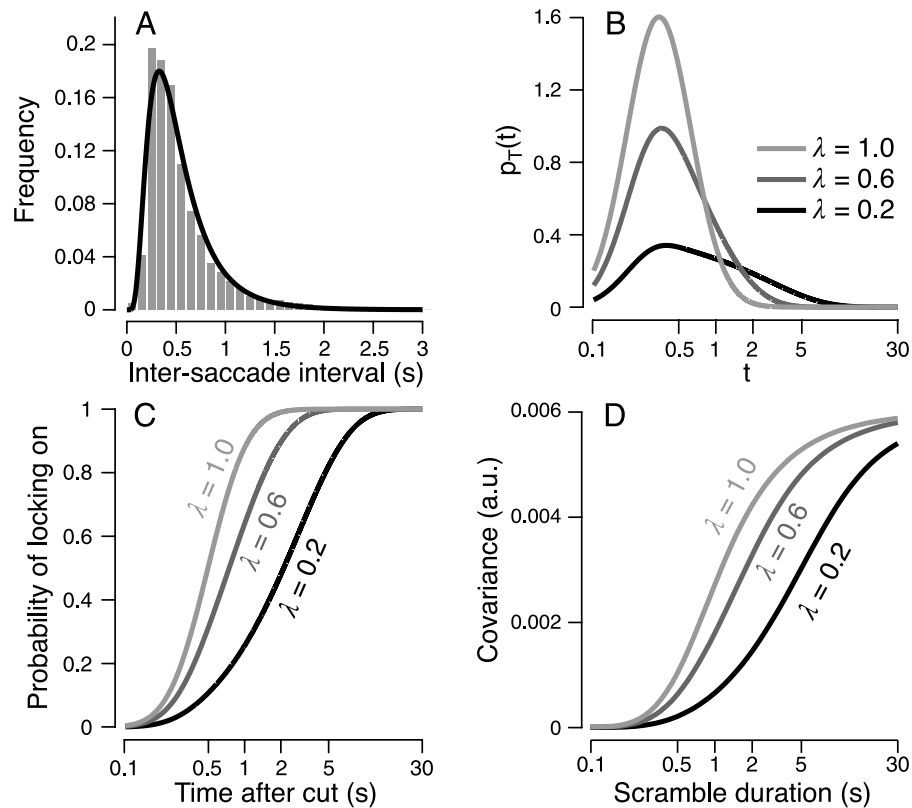 A
Frequency
0.2
0.16
0.12
0.08
0.04
0
0 0.5 1 1.5 2 2.5 3
Inter-saccade interval (s)
B
p_T(t)
1.6
1.2
0.8
0.4
0
λ = 1.0
λ = 0.6
λ = 0.2
0.1 0.5 1 2 5 30
t
C
Probability of locking on
1
0.8
0.6
0.4
0.2
0
λ = 1.0
λ = 0.6
λ = 0.2
0.1 0.5 1 2 5 30
Time after cut (s)
D
Covariance (a.u.)
0.006
0.004
0.002
0
λ = 1.0
λ = 0.6
λ = 0.2
0.1 0.5 1 2 5 30
Scramble duration (s)